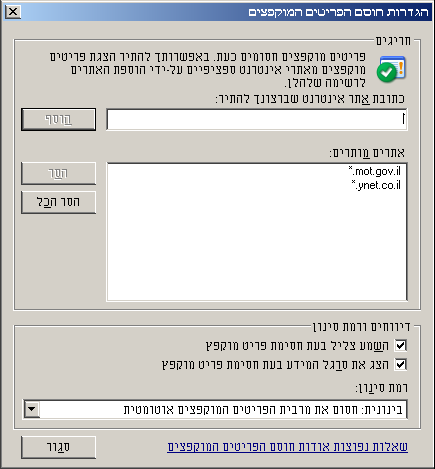 הגדרות חוסם הפריטים המוקפצים
חריגים
פריטים מוקפצים חסומים כעת. באפשרותך להתיר הצגת פריטים
מוקפצים מאתרי אינטרנט ספציפיים על-ידי הוספת האתרים
לרשימה שלהלן.
כתובת אתר אינטרנט שברצונך להתיר:
הוסף
אתרים מותרים:
*.mot.gov.il
*.ynet.co.il
הסר
הסר הכל
דיווחים ורמת סינון
השמע צליל בעת חסימת פריט מוקפץ
הצג את סרגל המידע בעת חסימת פריט מוקפץ
רמת סינון:
בינונית: חסום את מרבית הפריטים המוקפצים אוטומטית
שאלות נפוצות אודות חוסם הפריטים המוקפצים
סגור